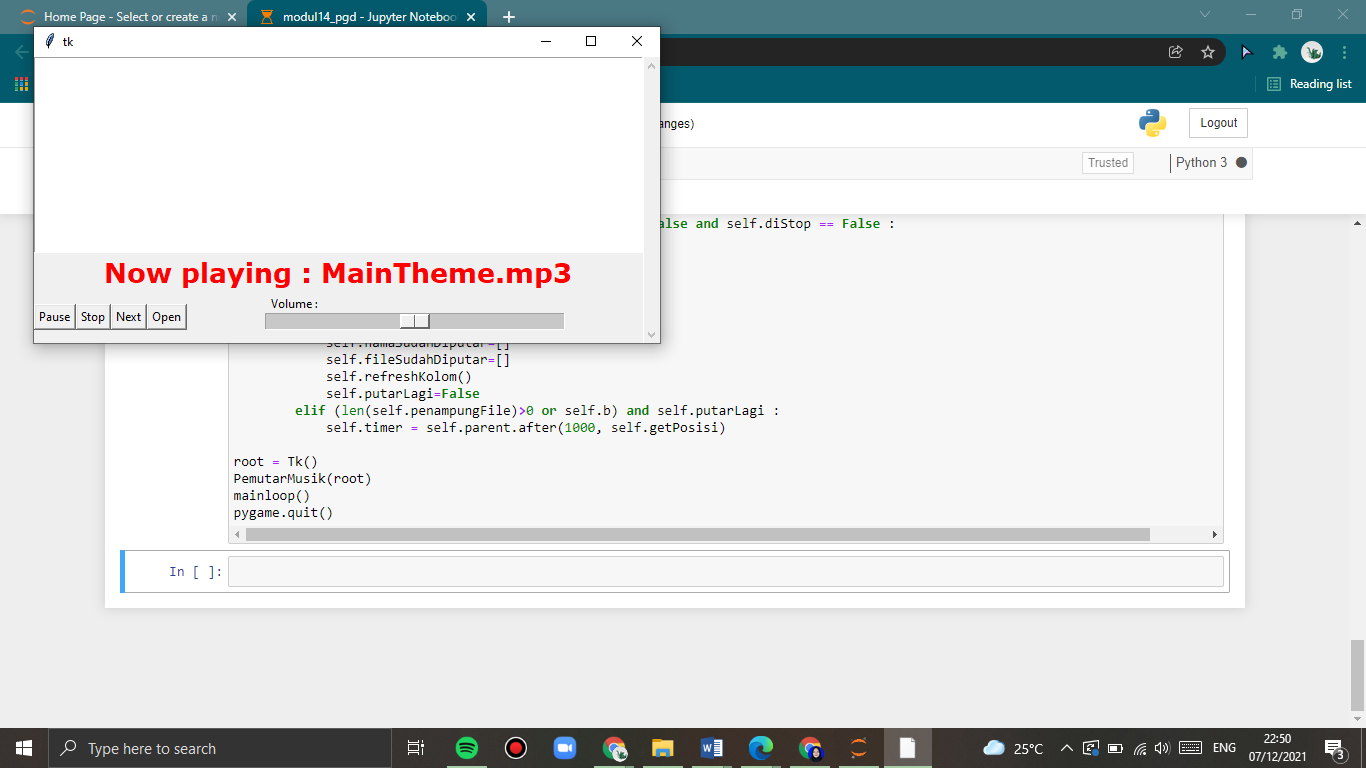 Home Page - Select or create a n
modul14_pgd - Jupyter Notebook
tk
Reading list
anges)
Logout
Trusted
Python 3
alse and self.diStop == False :
Now playing : MainTheme.mp3
Volume:
Pause Stop Next Open
self.namaSudahDiputar=[]
self.fileSudahDiputar=[]
self.refreshKolom()
self.putarLagi=False
elif (len(self.penampungFile)>0 or self.b) and self.putarLagi :
self.timer = self.parent.after(1000, self.getPosisi)
root = Tk()
PemutarMusik(root)
mainloop()
pygame.quit()
In [ ]:
Type here to search
25°C
ENG
22:50
07/12/2021
3